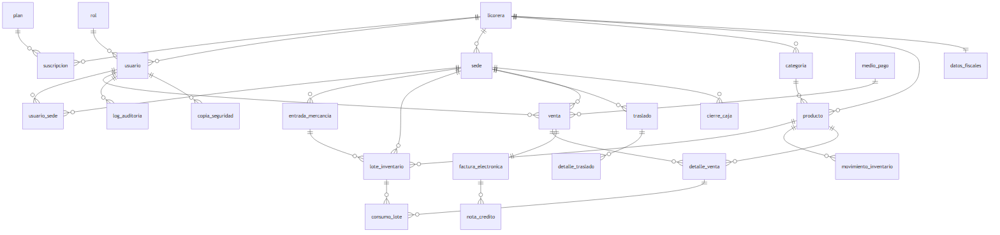 plan
rol
licorera
suscripcion
usuario
sede
categoria
medio_pago
datos_fiscales
usuario_sede
log_auditoria
copia_seguridad
entrada_mercancia
venta
traslado
cierre_caja
producto
lote_inventario
factura_electronica
detalle_traslado
detalle_venta
movimiento_inventario
consumo_lote
nota_credito